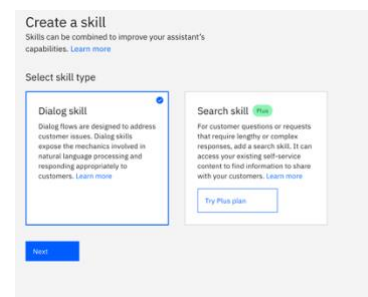 Create a skill
Skills can be combined to improve your assistant's
capabilities. Learn more
Select skill type
Dialog skill
Dialog flows are designed to address
customer issues. Dialog skills
expose the mechanics involved in
natural language processing and
responding appropriately to
customers. Learn more
Search skill Plus
For customer questions or requests
that require lengthy or complex
responses, add a search skill. It can
access your existing self-service
content to find information to share
with your customers. Learn more
Try Plus plan
Next